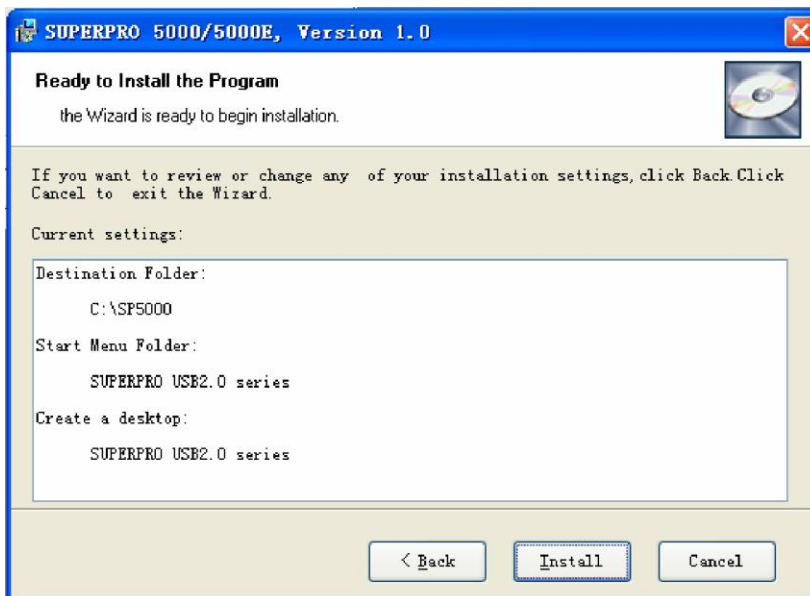 SUPERPRO 5000/5000E, Version 1.0
Ready to Install the Program
the Wizard is ready to begin installation.
If you want to review or change any of your installation settings,click Back.Click
Cancel to exit the Wizard.
Current settings:
Destination Folder:
C:\SP5000
Start Menu Folder:
SUPERPRO USB2.0 series
Create a desktop:
SUPERPRO USB2.0 series
< Back
Install
Cancel